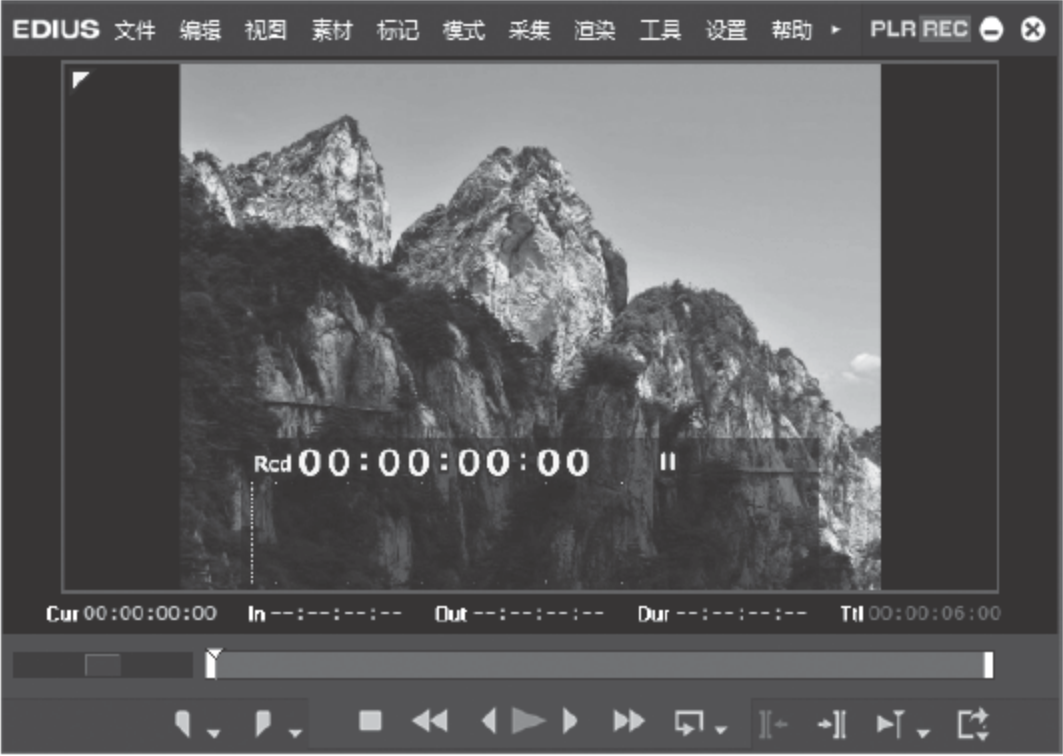 EDIUS 文件 编辑 视图 素材 标记 模式 采集 渲染 工具 设置 帮助 PLR REC
Rcd 00:00:00:00
Cur 00:00:00:00 In --:--:--:-- Out --:--:--:-- Dur --:--:--:-- Ttl 00:00:06:00